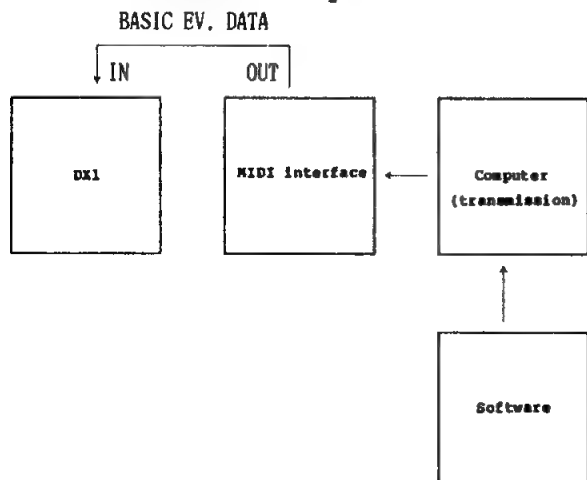 BASIC EV. DATA
IN OUT
DX1 MIDI interface Computer
(transmission)
Software